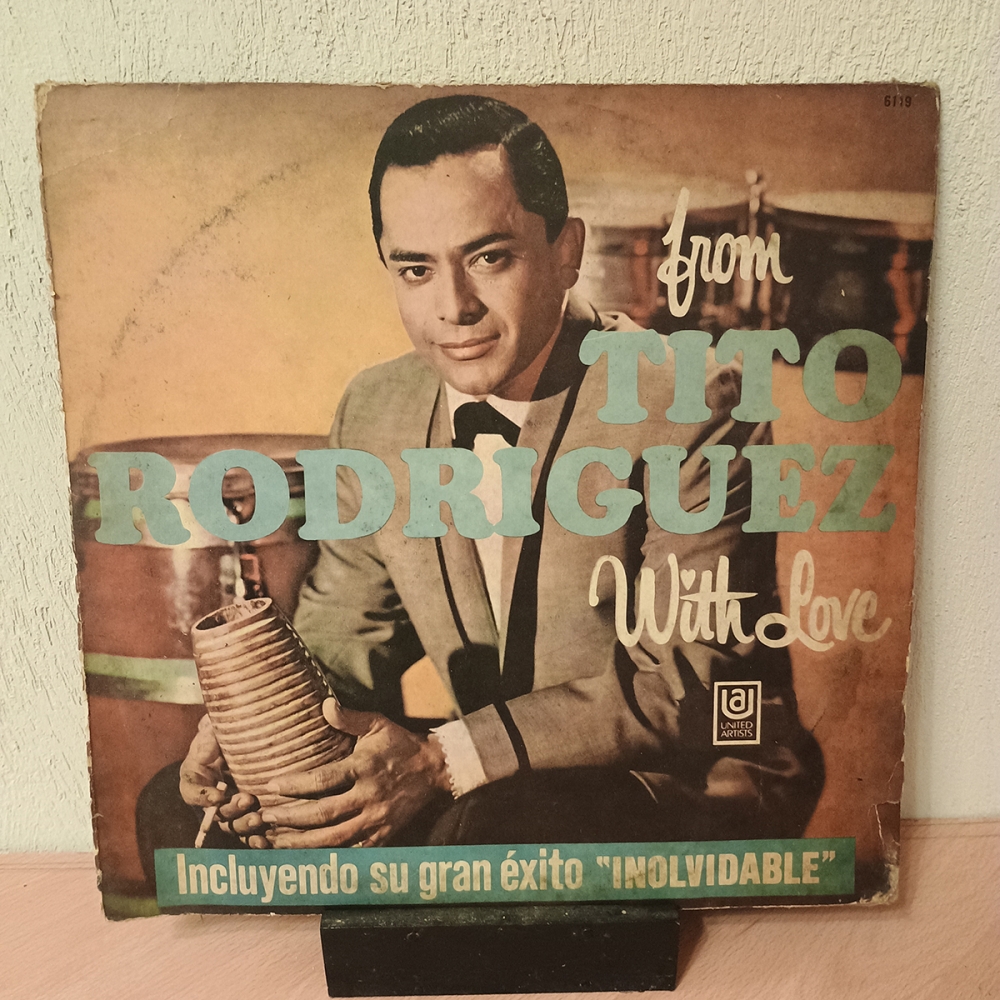 6119
from
TITO
RODRIGUEZ
With Love
UA
UNITED
ARTISTS
Incluyendo su gran éxito "INOLVIDABLE"